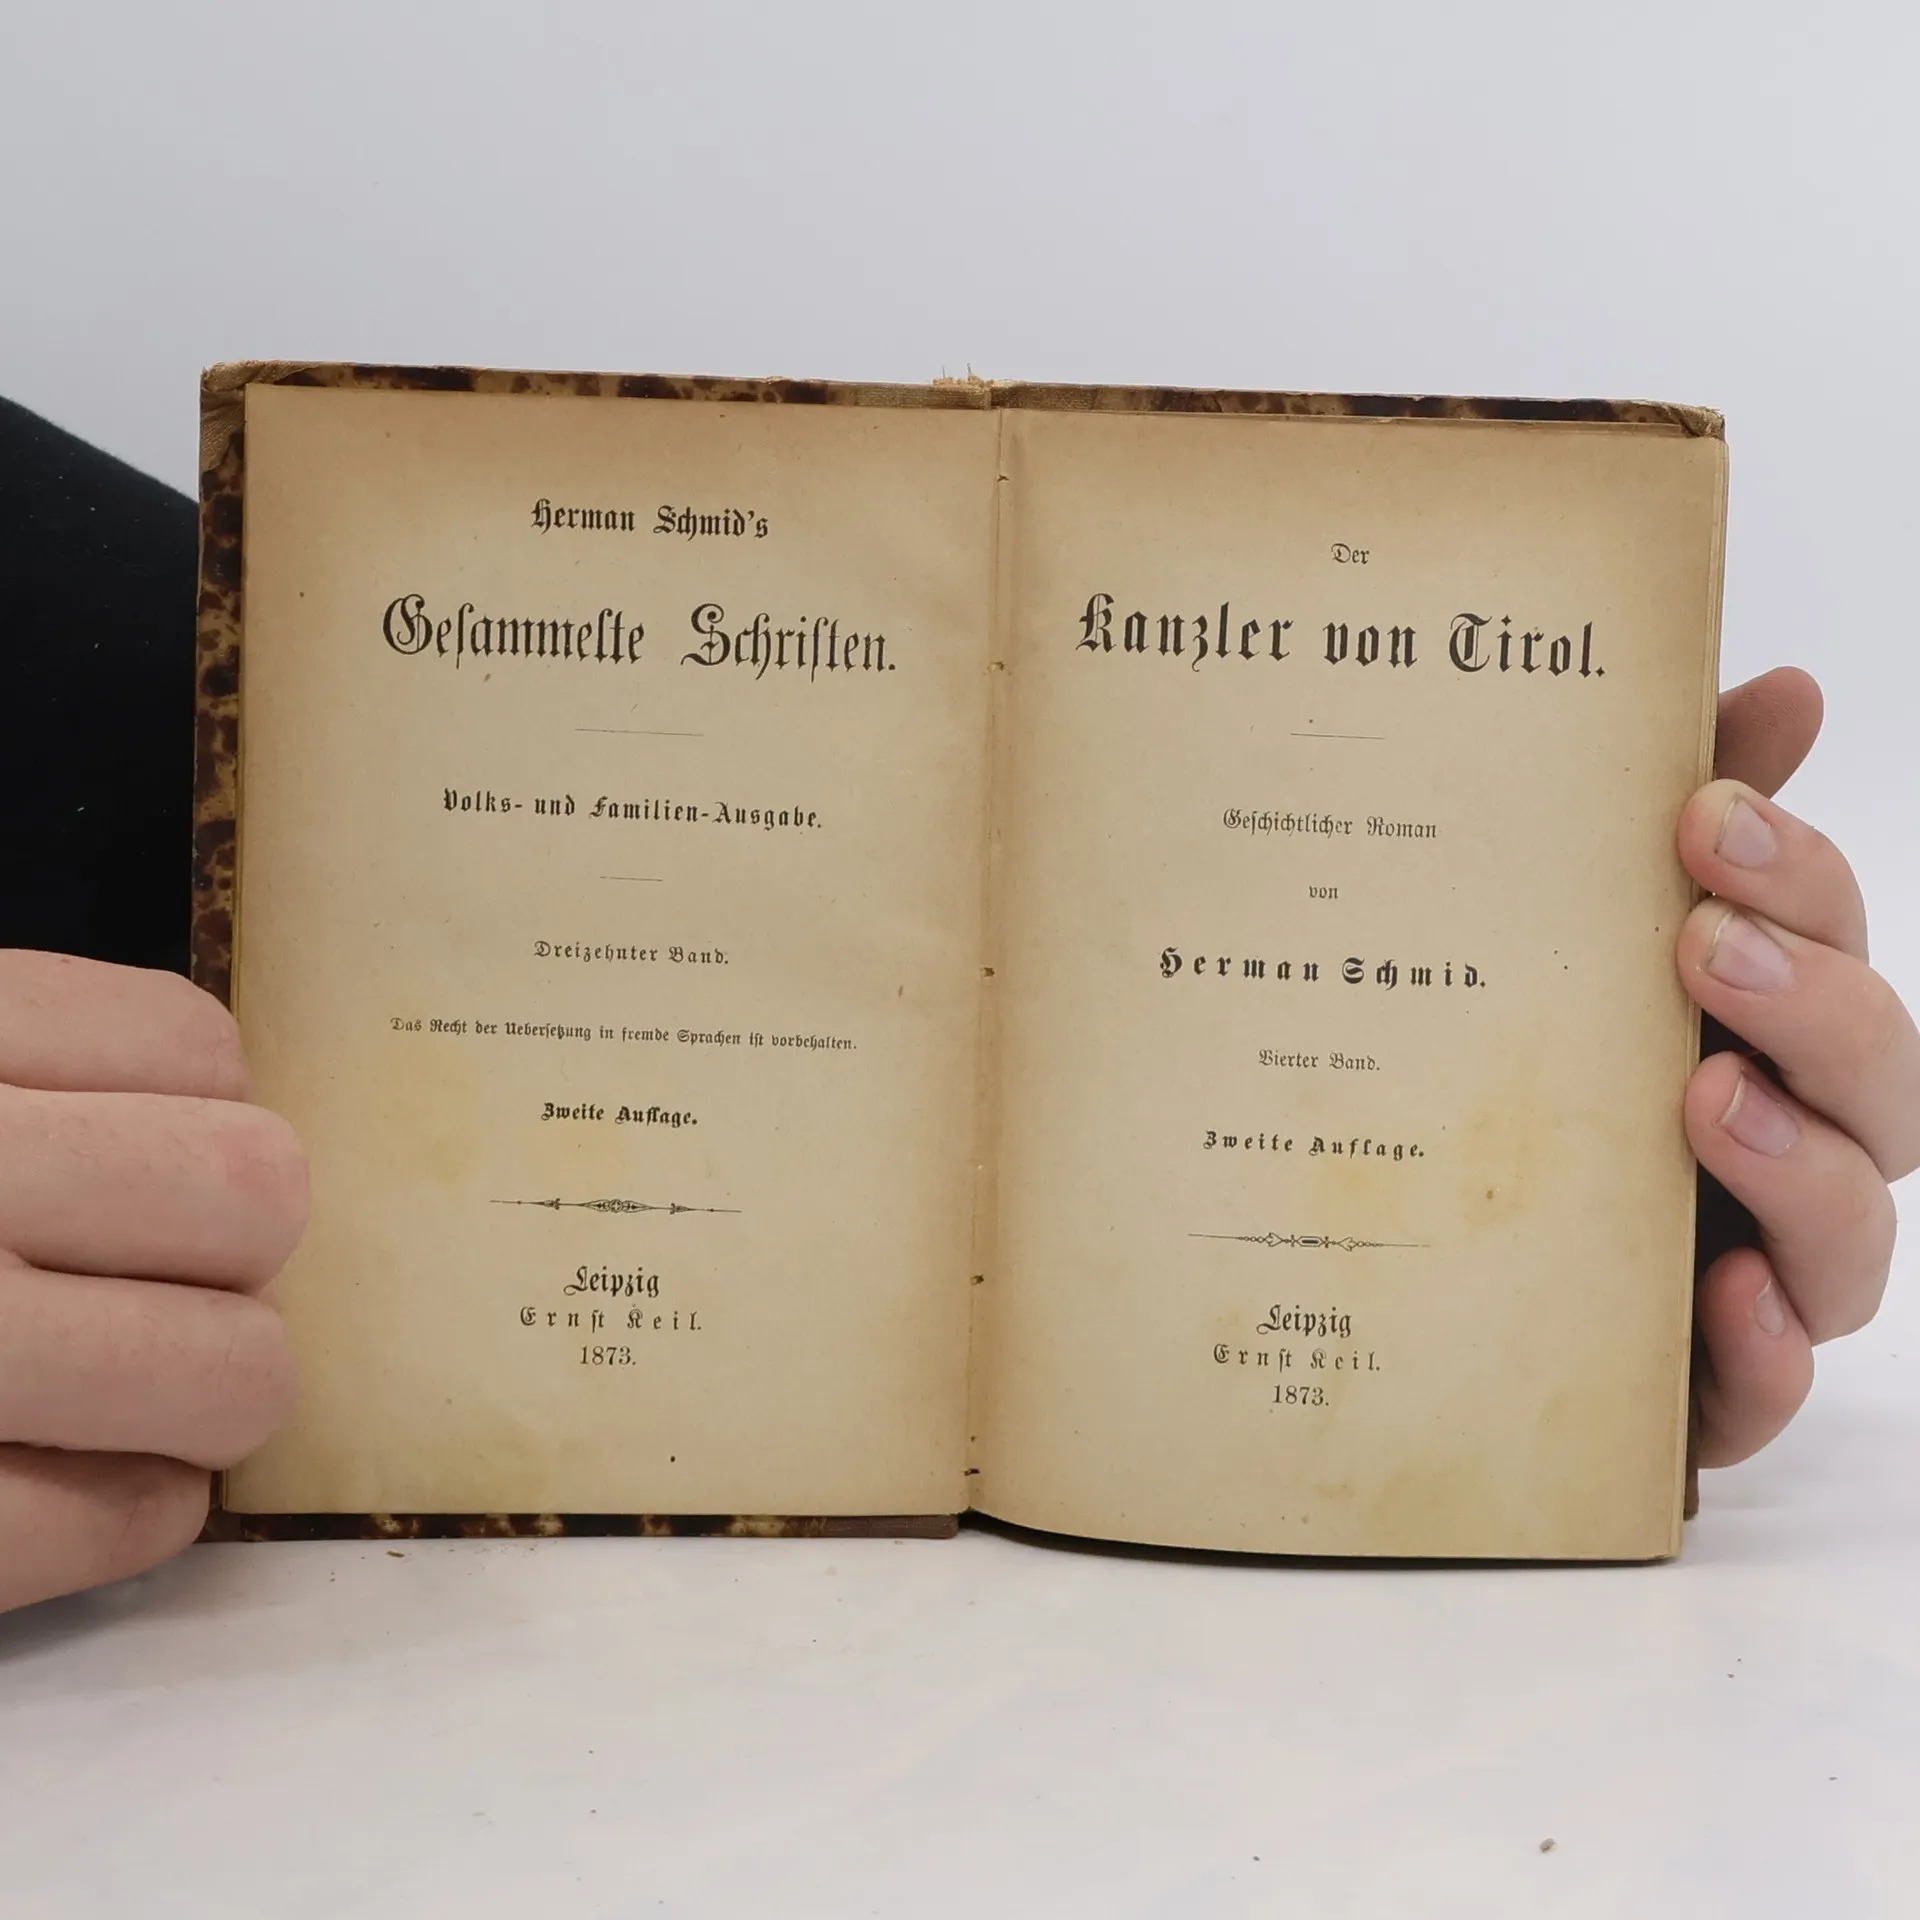 Herman Schmid's
Gesammelte Schriften.
Volks- und Familien-Ausgabe.
Dreizehnter Band.
Das Recht der Uebersetzung in fremde Sprachen ist vorbehalten.
Zweite Auflage.
Leipzig
Ernst Keil.
1873.
Der
Kanzler von Tirol.
Geschichtlicher Roman
von
Herman Schmid.
Vierter Band.
Zweite Auflage.
Leipzig
Ernst Keil.
1873.